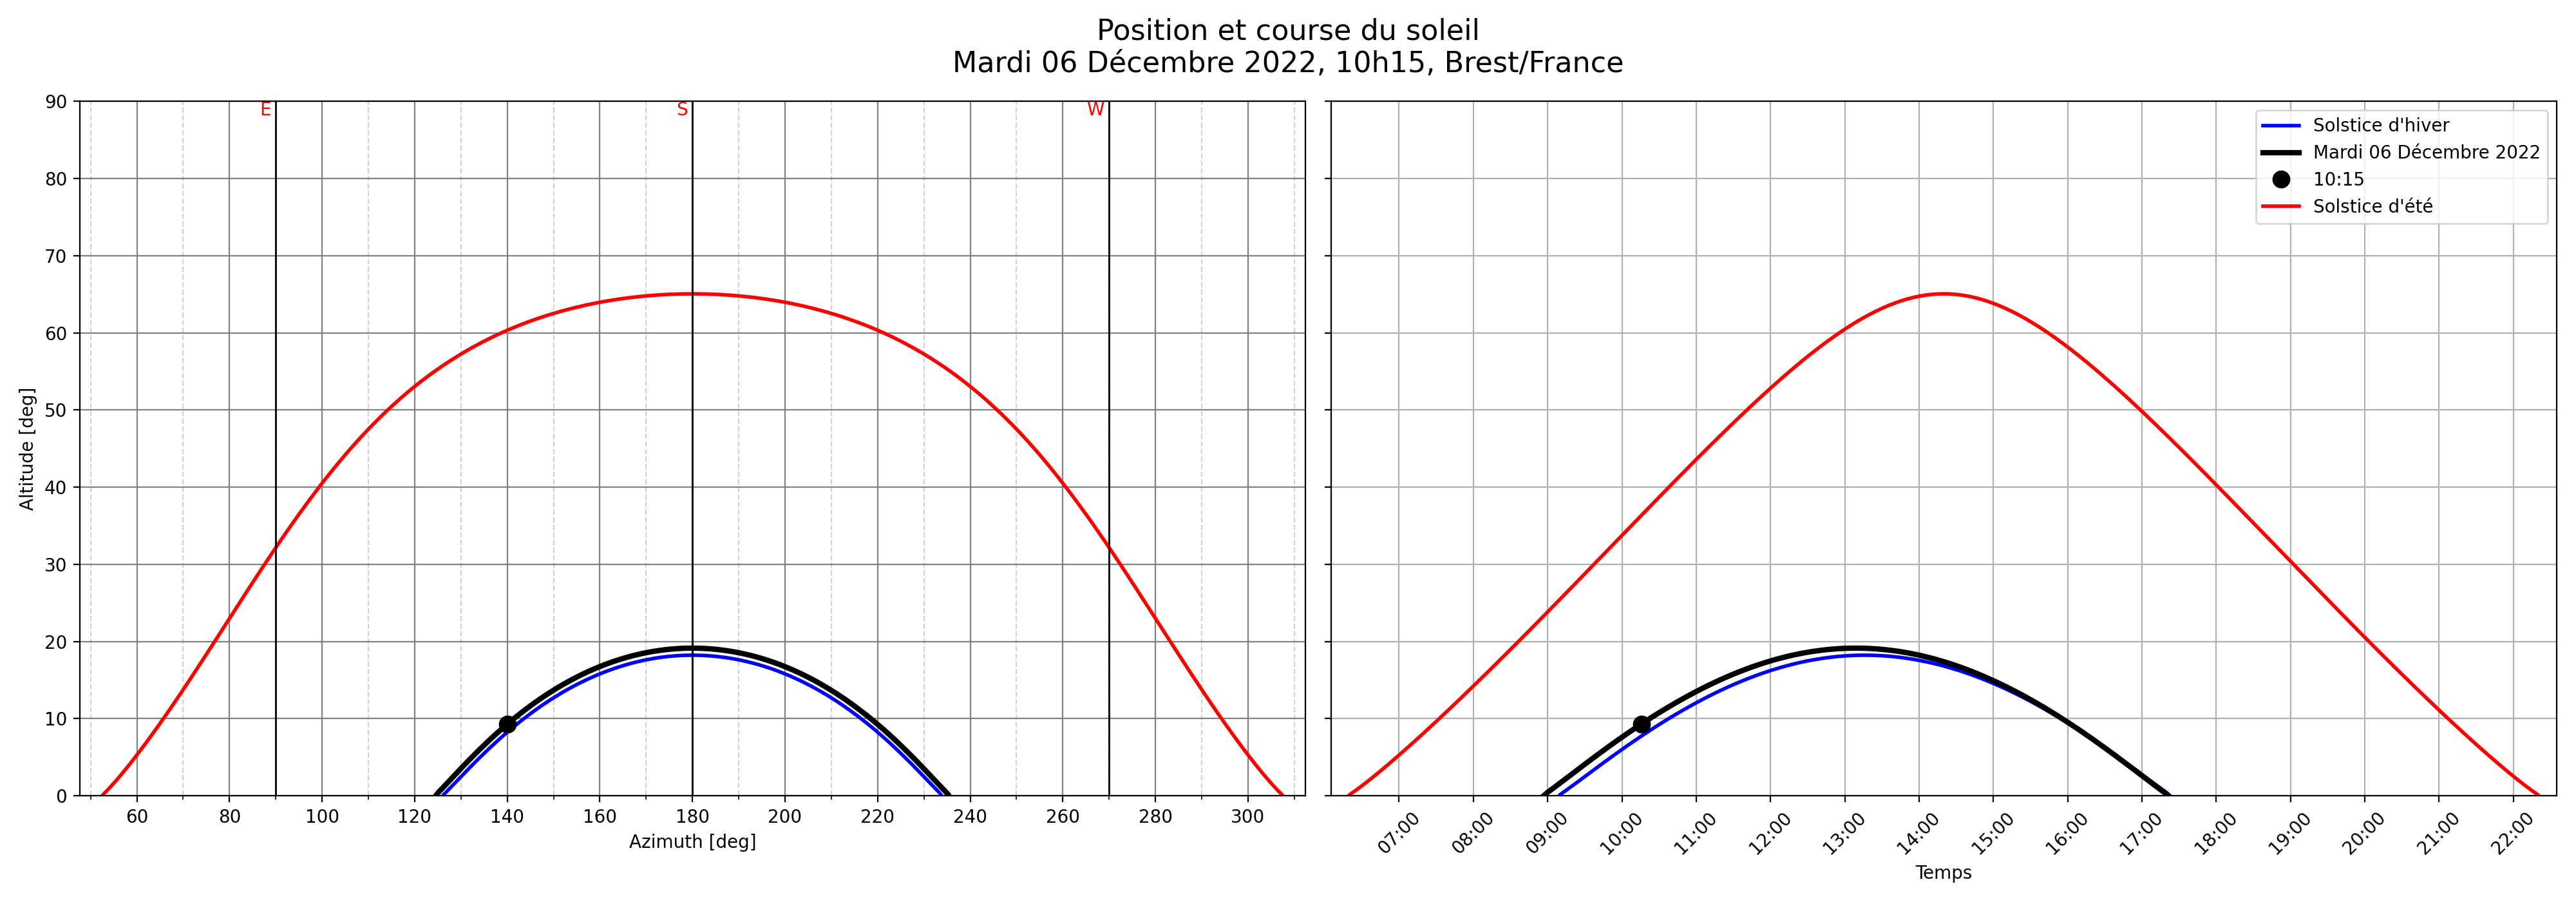 Position et course du soleil
Mardi 06 Décembre 2022, 10h15, Brest/France
E
S
W
90
80
70
60
50
40
30
20
10
0
Altitude [deg]
60 80 100 120 140 160 180 200 220 240 260 280 300
Azimuth [deg]
Solstice d'hiver
Mardi 06 Décembre 2022
10:15
Solstice d'été
07:00 08:00 09:00 10:00 11:00 12:00 13:00 14:00 15:00 16:00 17:00 18:00 19:00 20:00 21:00 22:00
Temps